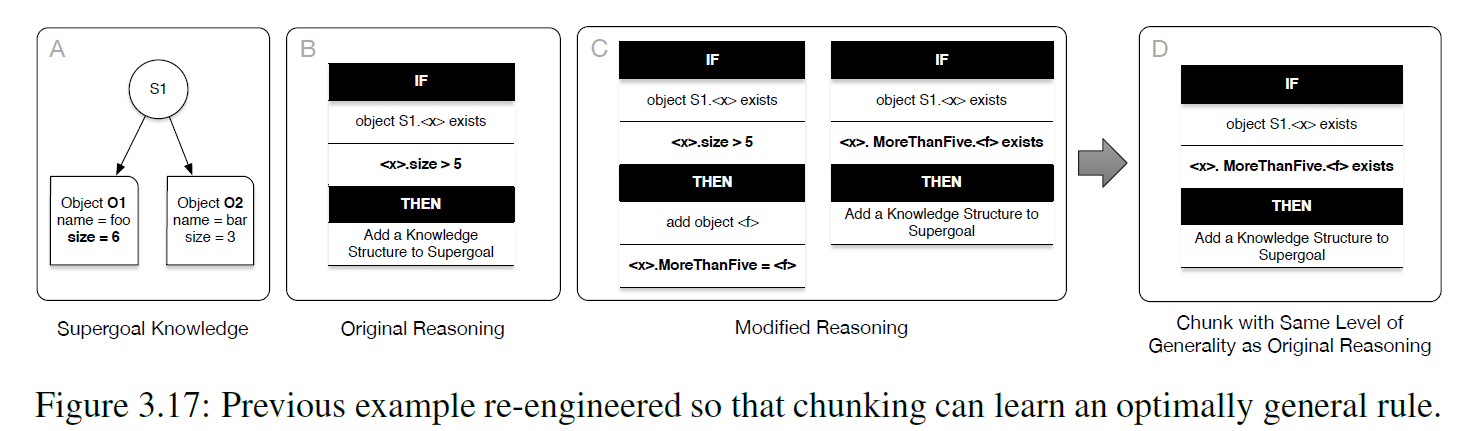 A
S1
Object O1
name = foo
size = 6
Object O2
name = bar
size = 3
Supergoal Knowledge
B
IF
object S1.<x> exists
<x>.size > 5
THEN
Add a Knowledge
Structure to Supergoal
Original Reasoning
C
IF
object S1.<x> exists
<x>.size > 5
THEN
add object <f>
<x>.MoreThanFive = <f>
IF
object S1.<x> exists
<x>. MoreThanFive.<f> exists
THEN
Add a Knowledge Structure to
Supergoal
Modified Reasoning
D
IF
object S1.<x> exists
<x>. MoreThanFive.<f> exists
THEN
Add a Knowledge Structure to
Supergoal
Chunk with Same Level of
Generality as Original Reasoning
Figure 3.17: Previous example re-engineered so that chunking can learn an optimally general rule.